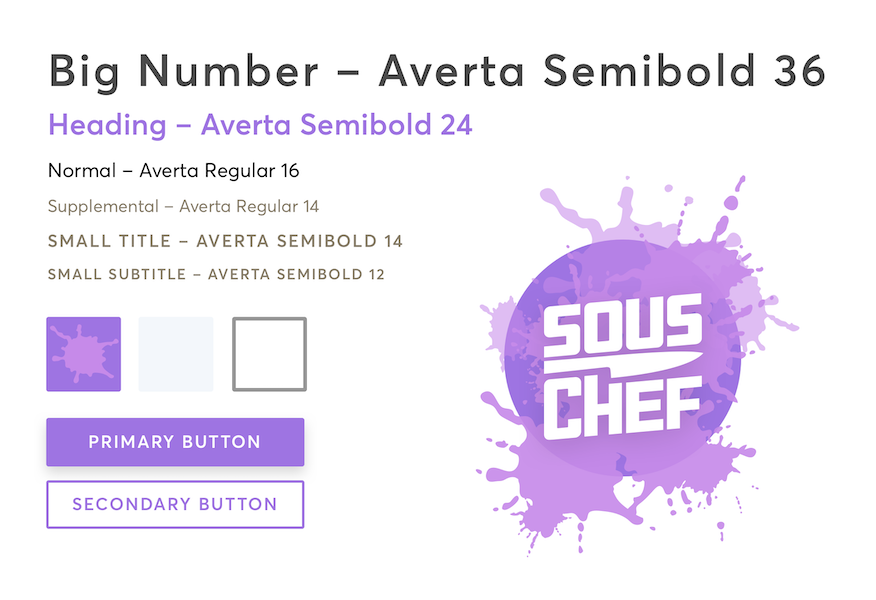 Big Number – Averta Semibold 36
Heading – Averta Semibold 24
Normal – Averta Regular 16
Supplemental – Averta Regular 14
SMALL TITLE – AVERTA SEMIBOLD 14
SMALL SUBTITLE – AVERTA SEMIBOLD 12
PRIMARY BUTTON
SECONDARY BUTTON
SOUS
CHEF